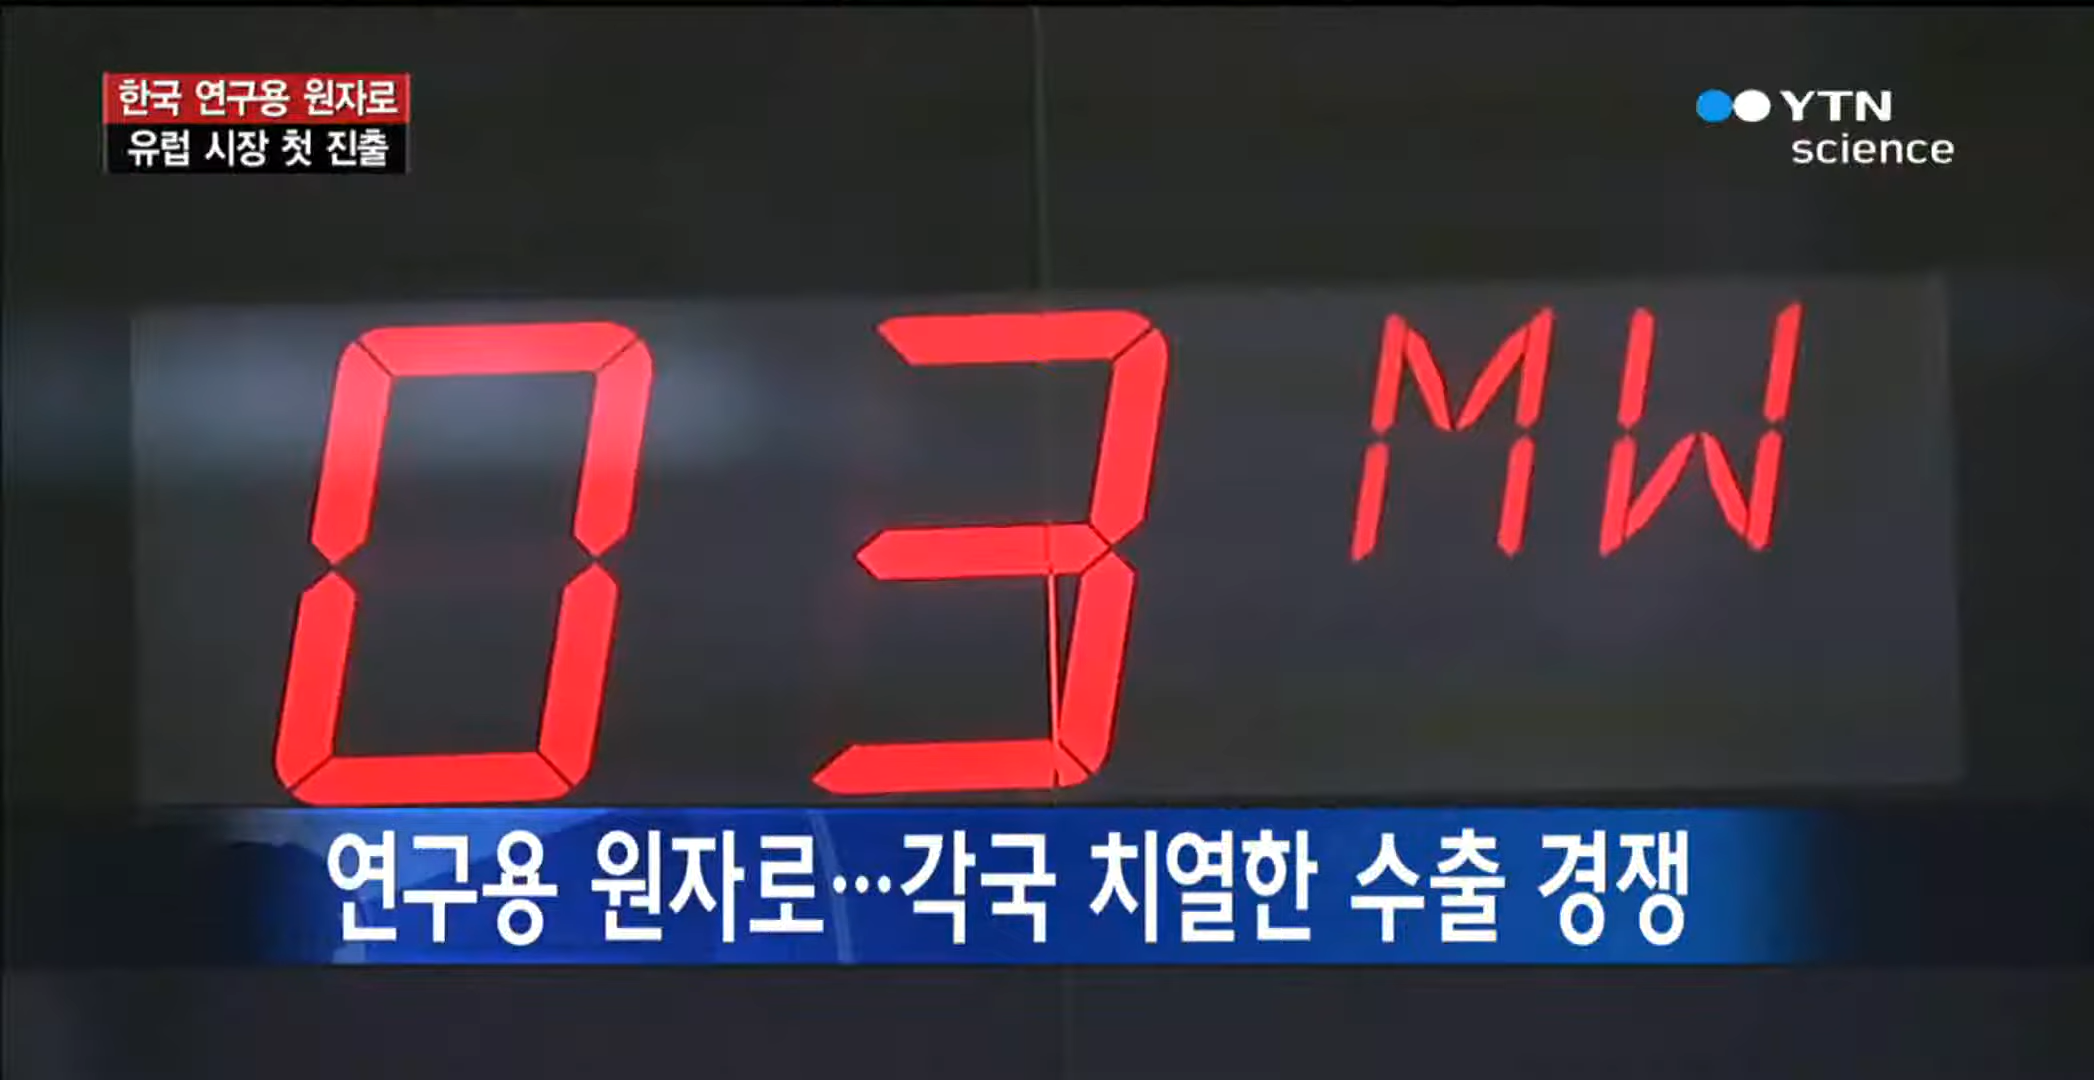 한국 연구용 원자로
유럽 시장 첫 진출
YTN
science
03 MW
연구용 원자로…각국 치열한 수출 경쟁